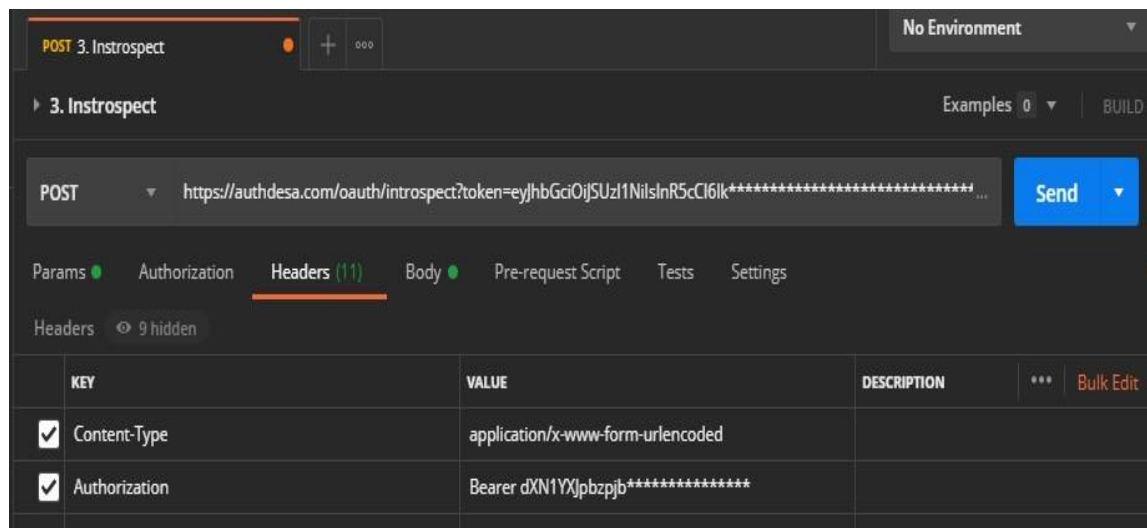 POST 3. Instrospect
+ ooo
No Environment
3. Instrospect
Examples 0
BUILD
POST https://authdesa.com/oauth/introspect?token=eyJhbGciOiJSUzI1NiIsInR5cCI6Ik******************************* ...
Send
Params Authorization Headers (11) Body Pre-request Script Tests Settings
Headers 9 hidden
KEY VALUE DESCRIPTION ••• Bulk Edit
Content-Type application/x-www-form-urlencoded
Authorization Bearer dXN1YXJpbzpjb***************